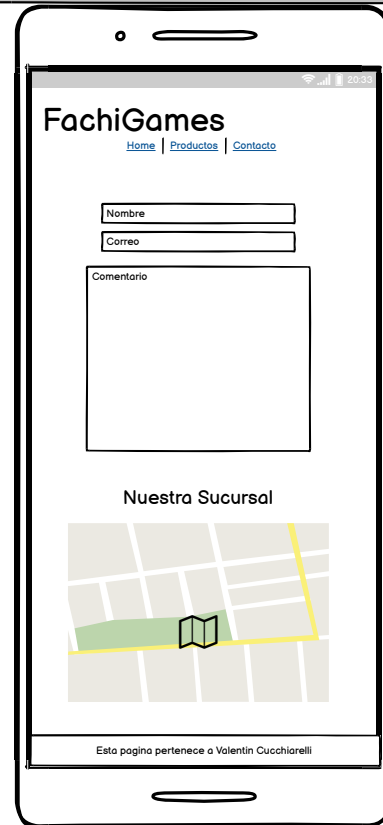 20:33
FachiGames
Home | Productos | Contacto
Nombre
Correo
Comentario
Nuestra Sucursal
Esta pagina pertenece a Valentin Cucchiarelli